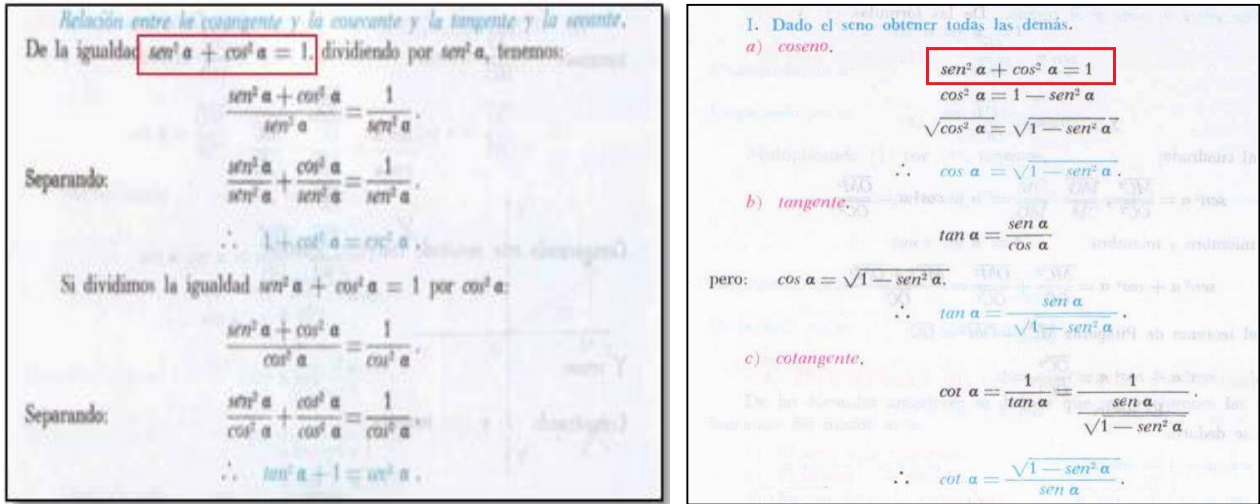 Relación entre la cotangente y la cosecante y la tangente y la secante.
De la igualdad sen² α + cos² α = 1, dividiendo por sen² α, tenemos:
(sen² α + cos² α) / sen² α = 1 / sen² α .
Separando: sen² α / sen² α + cos² α / sen² α = 1 / sen² α .
∴ 1 + cot² α = csc² α .
Si dividimos la igualdad sen² α + cos² α = 1 por cos² α:
(sen² α + cos² α) / cos² α = 1 / cos² α .
Separando: sen² α / cos² α + cos² α / cos² α = 1 / cos² α
∴ tan² α + 1 = sec² α .
1. Dado el seno obtener todas las demás.
a) coseno.
sen² α + cos² α = 1
cos² α = 1 — sen² α
√cos² α = √1 — sen² α
∴ cos α = √1 — sen² α .
b) tangente.
tan α = sen α / cos α
pero: cos α = √1 — sen² α.
∴ tan α = sen α / √1 — sen² α .
c) cotangente.
cot α = 1 / tan α = 1 / (sen α / √1 — sen² α) .
∴ cot α = √1 — sen² α / sen α .